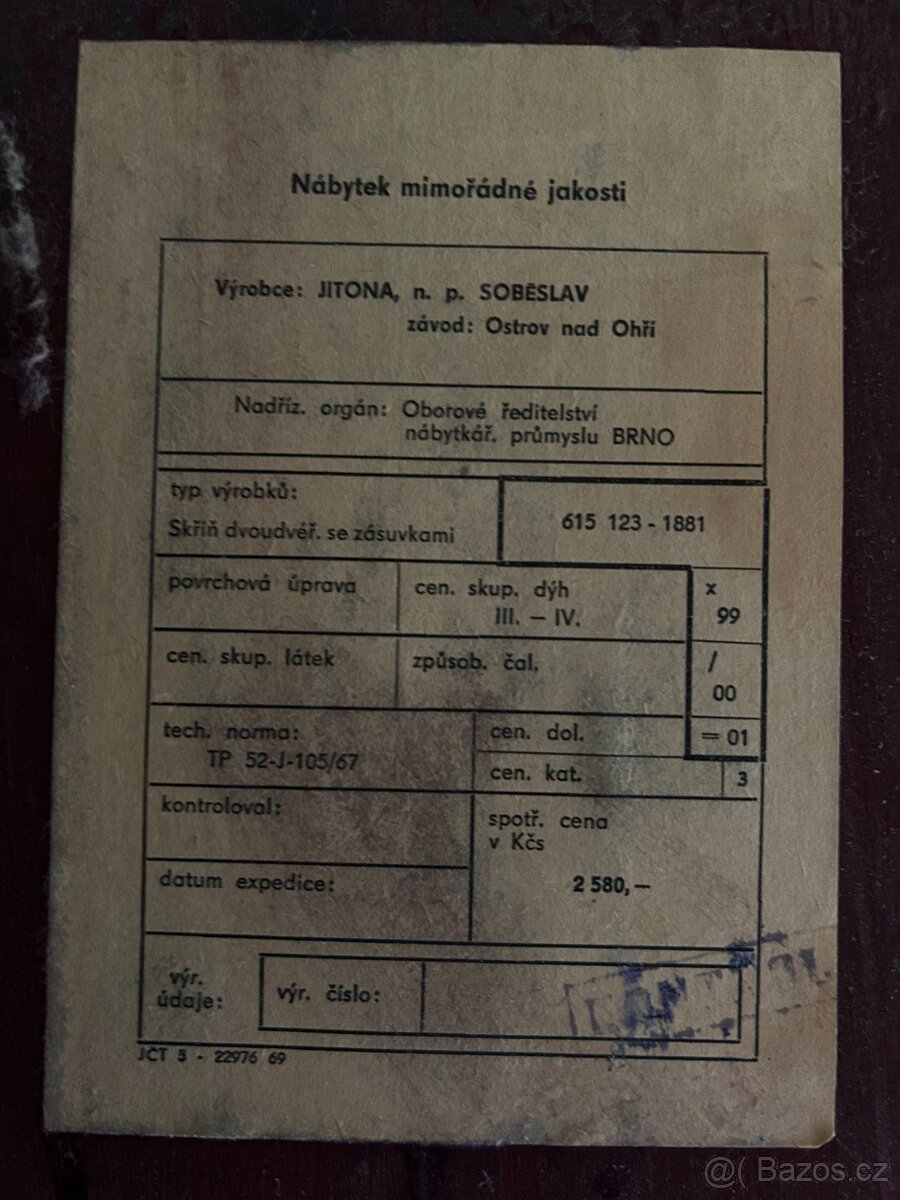 Nábytek mimořádné jakosti
Výrobce: JITONA, n. p. SOBĚSLAV
závod: Ostrov nad Ohří
Nadříz. orgán: Oborové ředitelství
nábytkář. průmyslu BRNO
typ výrobků:
Skříň dvoudvéř. se zásuvkami
615 123 - 1881
povrchová úprava
cen. skup. dýh
III. — IV.
x
99
cen. skup. látek
způsob. čal.
/
00
tech. norma:
TP 52-J-105/67
cen. dol.
= 01
cen. kat.
3
kontroloval:
spotř. cena
v Kčs
2 580,—
datum expedice:
výr.
údaje:
výr. číslo:
JČT 5 - 22976 69
@( Bazos.cz